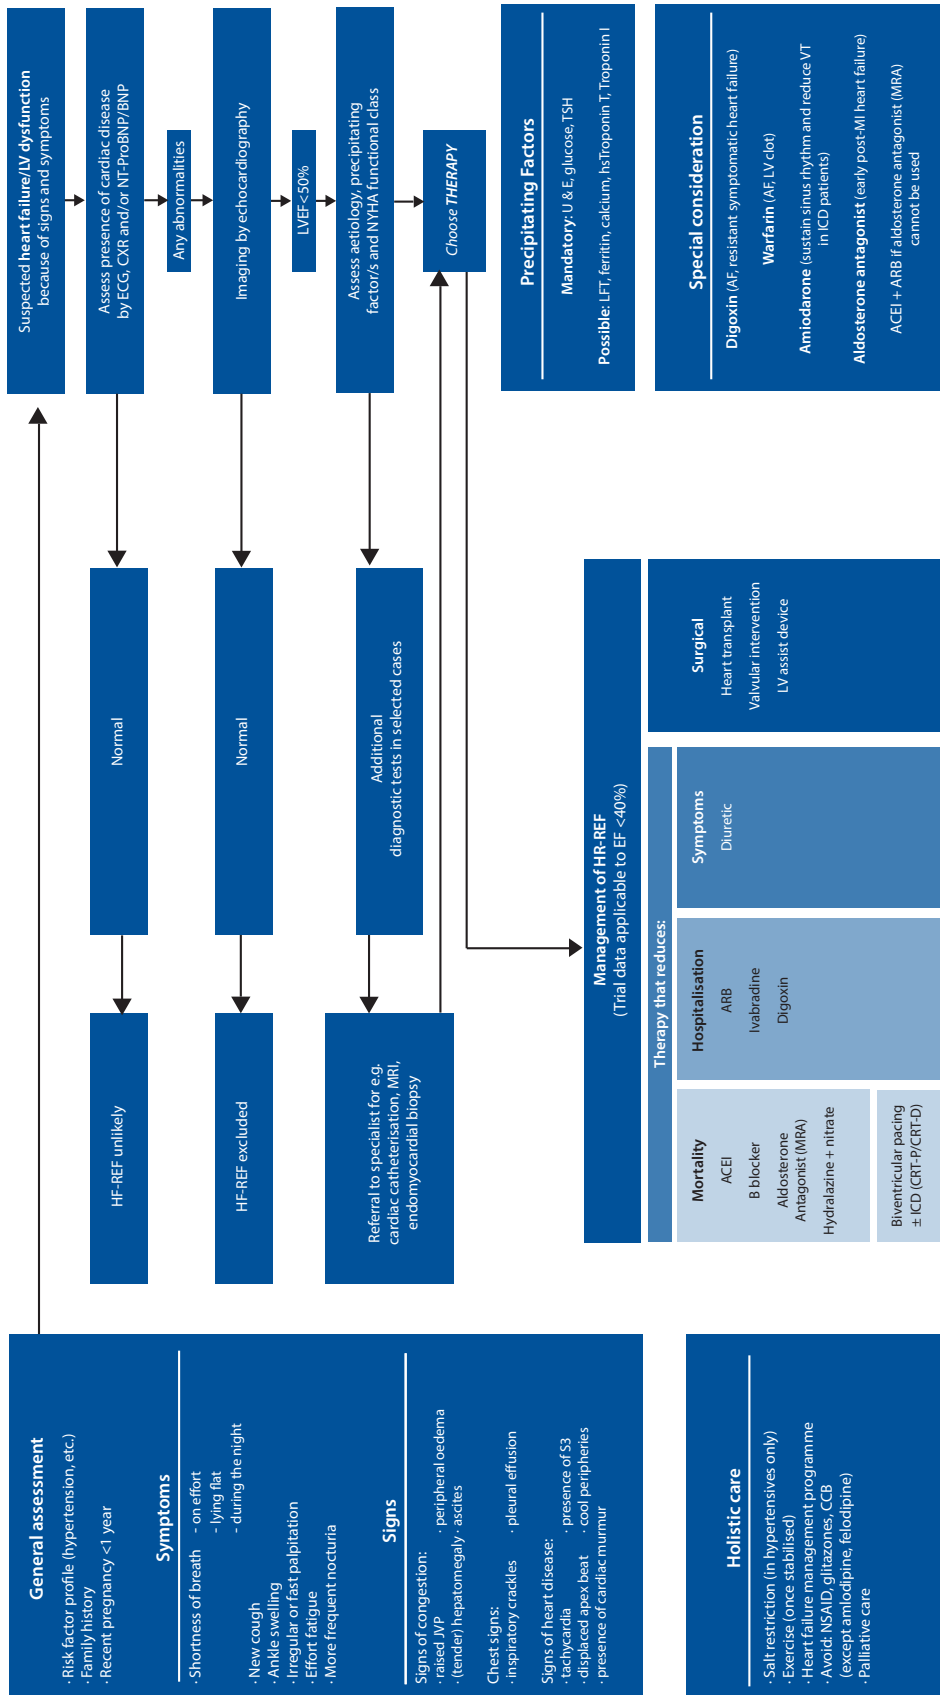 General assessment
· Risk factor profile (hypertension, etc.)
· Family history
· Recent pregnancy <1 year
Symptoms
· Shortness of breath – on effort
– lying flat
– during the night
· New cough
· Ankle swelling
· Irregular or fast palpitation
· Effort fatigue
· More frequent nocturia
Signs
Signs of congestion:
· raised JVP · peripheral oedema
· (tender) hepatomegaly · ascites
Chest signs:
· inspiratory crackles · pleural effusion
Signs of heart disease:
· tachycardia · presence of S3
· displaced apex beat · cool peripheries
· presence of cardiac murmur
Holistic care
· Salt restriction (in hypertensives only)
· Exercise (once stabilised)
· Heart failure management programme
· Avoid: NSAID, glitazones, CCB
(except amlodipine, felodipine)
· Palliative care
Suspected heart failure/LV dysfunction
because of signs and symptoms
Assess presence of cardiac disease
by ECG, CXR and/or NT-ProBNP/BNP
Normal
HF-REF unlikely
Any abnormalities
Imaging by echocardiography
Normal
HF-REF excluded
LVEF <50%
Assess aetiology, precipitating
factor/s and NYHA functional class
Additional
diagnostic tests in selected cases
Referral to specialist for e.g.
cardiac catheterisation, MRI,
endomyocardial biopsy
Choose THERAPY
Management of HR-REF
(Trial data applicable to EF <40%)
Therapy that reduces:
Mortality
ACEI
B blocker
Aldosterone
Antagonist (MRA)
Hydralazine + nitrate
Biventricular pacing
± ICD (CRT-P/CRT-D)
Hospitalisation
ARB
Ivabradine
Digoxin
Symptoms
Diuretic
Surgical
Heart transplant
Valvular intervention
LV assist device
Precipitating Factors
Mandatory: U & E, glucose, TSH
Possible: LFT, ferritin, calcium, hsTroponin T, Troponin I
Special consideration
Digoxin (AF, resistant symptomatic heart failure)
Warfarin (AF, LV clot)
Amiodarone (sustain sinus rhythm and reduce VT
in ICD patients)
Aldosterone antagonist (early post-MI heart failure)
ACEI + ARB if aldosterone antagonist (MRA)
cannot be used